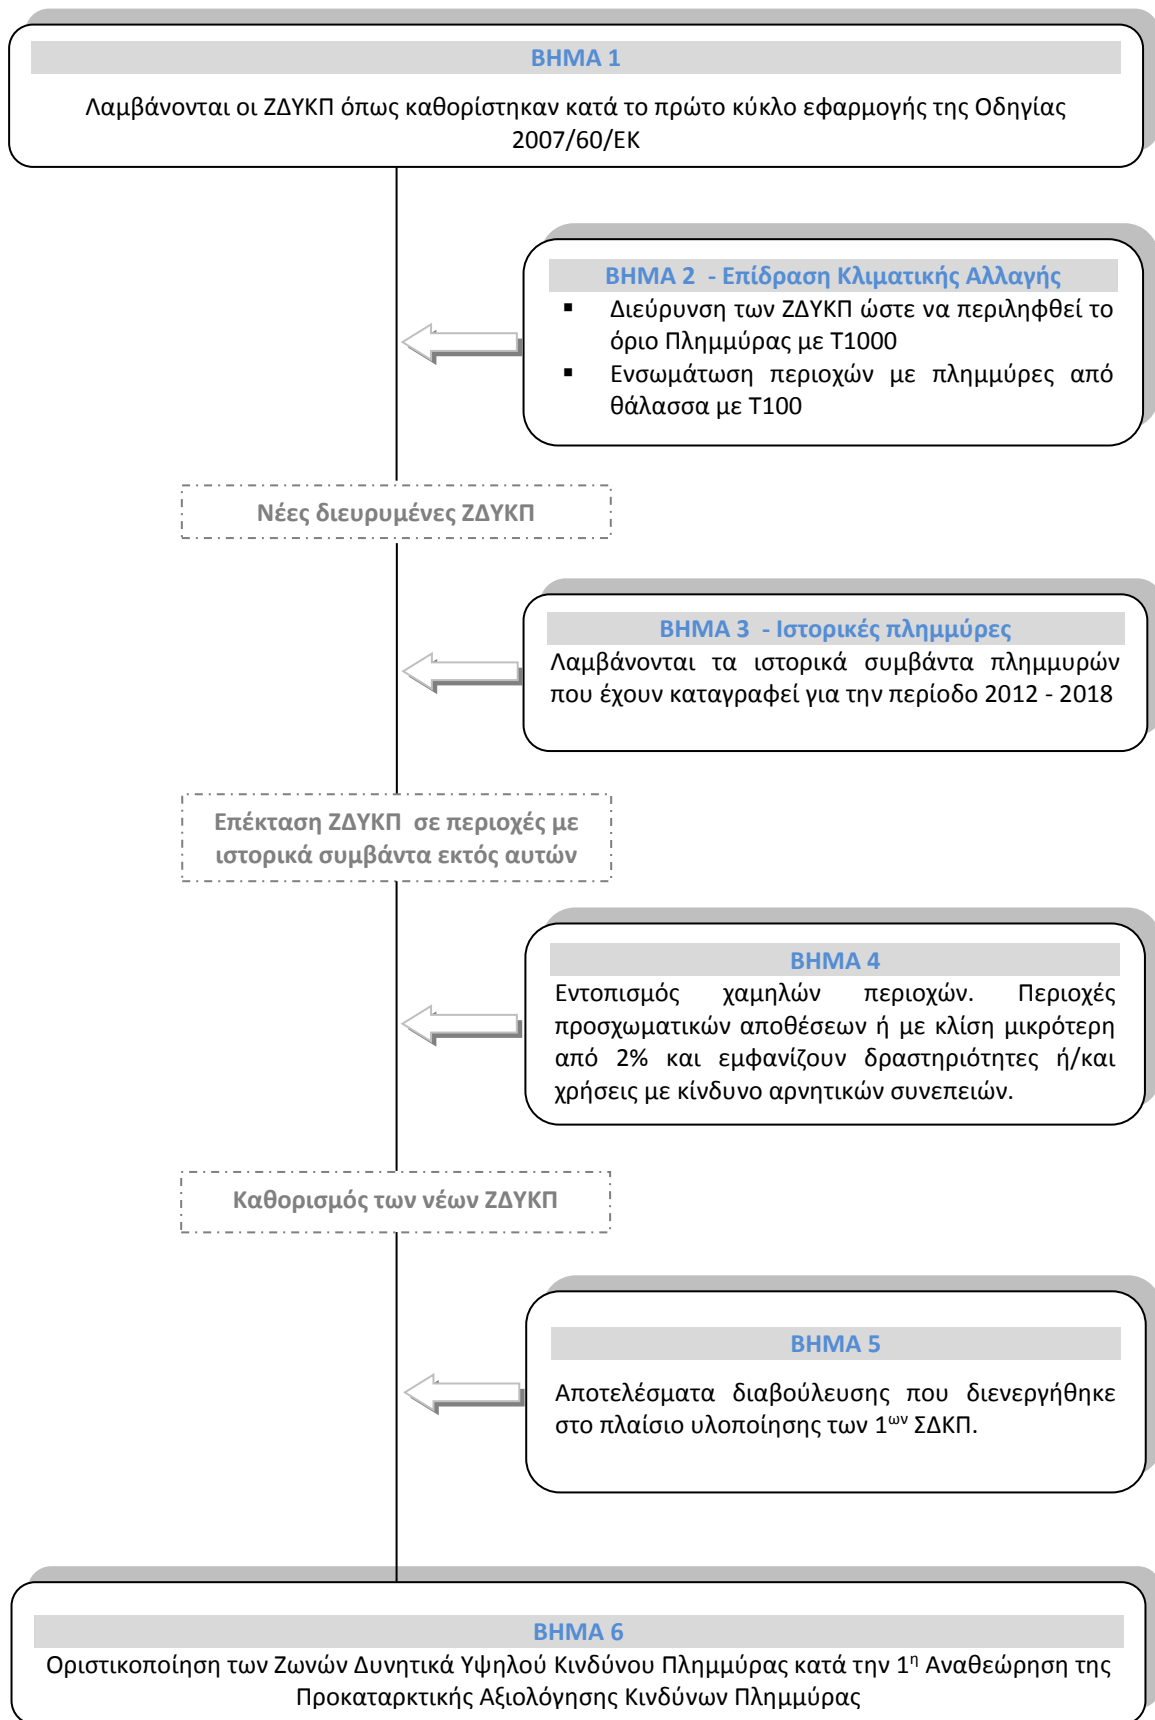 ΒΗΜΑ 1
Λαμβάνονται οι ΖΔΥΚΠ όπως καθορίστηκαν κατά το πρώτο κύκλο εφαρμογής της Οδηγίας
2007/60/ΕΚ
ΒΗΜΑ 2 - Επίδραση Κλιματικής Αλλαγής
▪ Διεύρυνση των ΖΔΥΚΠ ώστε να περιληφθεί το
όριο Πλημμύρας με Τ1000
▪ Ενσωμάτωση περιοχών με πλημμύρες από
θάλασσα με Τ100
Νέες διευρυμένες ΖΔΥΚΠ
ΒΗΜΑ 3 - Ιστορικές πλημμύρες
Λαμβάνονται τα ιστορικά συμβάντα πλημμυρών
που έχουν καταγραφεί για την περίοδο 2012 - 2018
Επέκταση ΖΔΥΚΠ σε περιοχές με
ιστορικά συμβάντα εκτός αυτών
ΒΗΜΑ 4
Εντοπισμός χαμηλών περιοχών. Περιοχές
προσχωματικών αποθέσεων ή με κλίση μικρότερη
από 2% και εμφανίζουν δραστηριότητες ή/και
χρήσεις με κίνδυνο αρνητικών συνεπειών.
Καθορισμός των νέων ΖΔΥΚΠ
ΒΗΜΑ 5
Αποτελέσματα διαβούλευσης που διενεργήθηκε
στο πλαίσιο υλοποίησης των 1ων ΣΔΚΠ.
ΒΗΜΑ 6
Οριστικοποίηση των Ζωνών Δυνητικά Υψηλού Κινδύνου Πλημμύρας κατά την 1η Αναθεώρηση της
Προκαταρκτικής Αξιολόγησης Κινδύνων Πλημμύρας